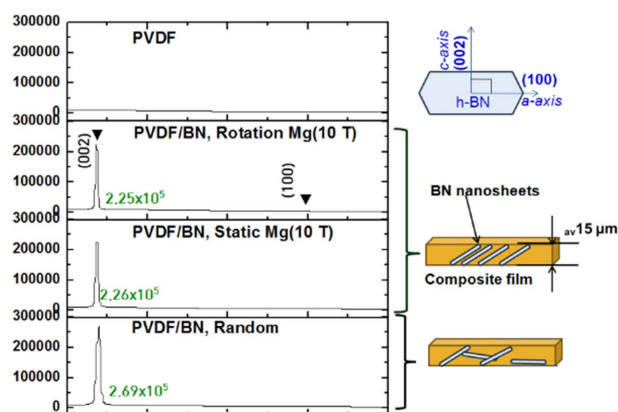 300000
200000
100000
0
PVDF
300000
200000
100000
0
PVDF/BN, Rotation Mg(10 T)
(002)
2.25x10⁵
(100)
300000
200000
100000
0
PVDF/BN, Static Mg(10 T)
2.26x10⁵
300000
200000
100000
0
PVDF/BN, Random
2.69x10⁵
c-axis
(002)
(100)
h-BN
a-axis
BN nanosheets
av15 µm
Composite film